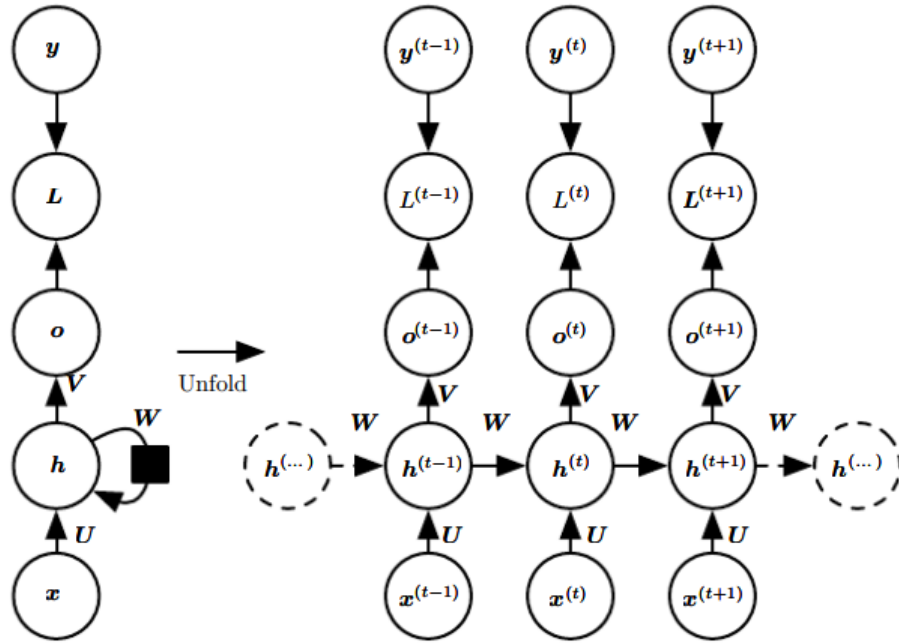 y y^(t−1) y^(t) y^(t+1)
L L^(t−1) L^(t) L^(t+1)
o o^(t−1) o^(t) o^(t+1)
Unfold
V V V V
W W W W W
h h^(...) h^(t−1) h^(t) h^(t+1) h^(...)
U U U U
x x^(t−1) x^(t) x^(t+1)